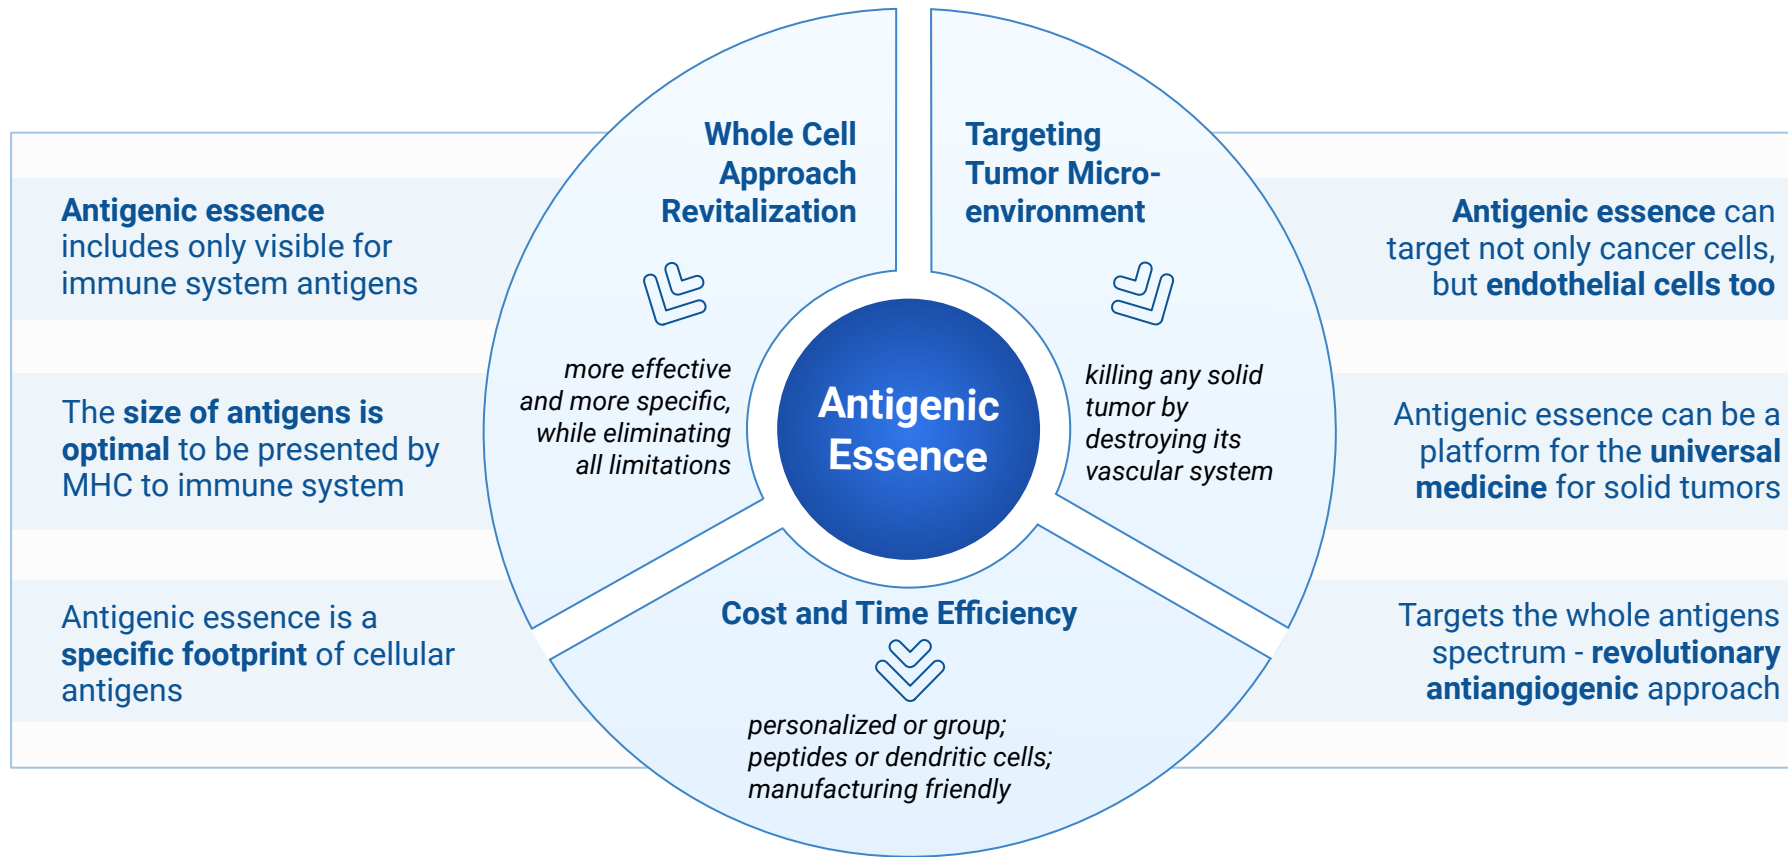 Whole Cell
Approach
Revitalization
more effective
and more specific,
while eliminating
all limitations
Targeting
Tumor Micro-
environment
killing any solid
tumor by
destroying its
vascular system
Antigenic
Essence
Cost and Time Efficiency
personalized or group;
peptides or dendritic cells;
manufacturing friendly
Antigenic essence
includes only visible for
immune system antigens
The size of antigens is
optimal to be presented by
MHC to immune system
Antigenic essence is a
specific footprint of cellular
antigens
Antigenic essence can
target not only cancer cells,
but endothelial cells too
Antigenic essence can be a
platform for the universal
medicine for solid tumors
Targets the whole antigens
spectrum - revolutionary
antiangiogenic approach